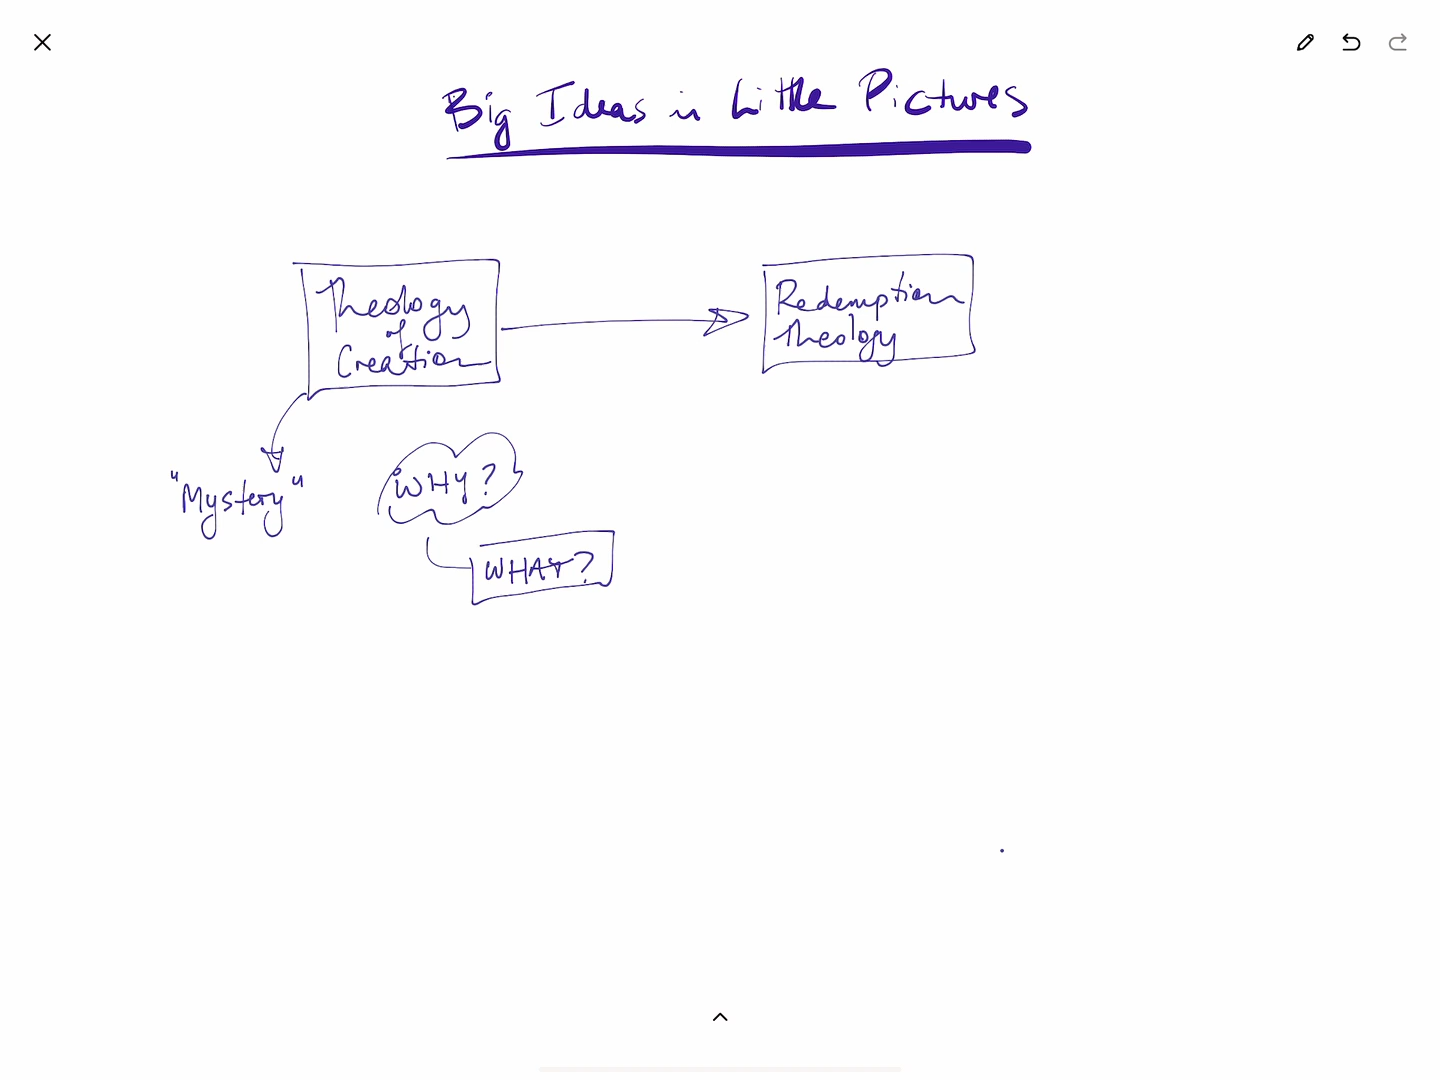 Big Ideas in Little Pictures
Theology
of
Creation
Redemption
Theology
"Mystery"
WHY?
WHAT?